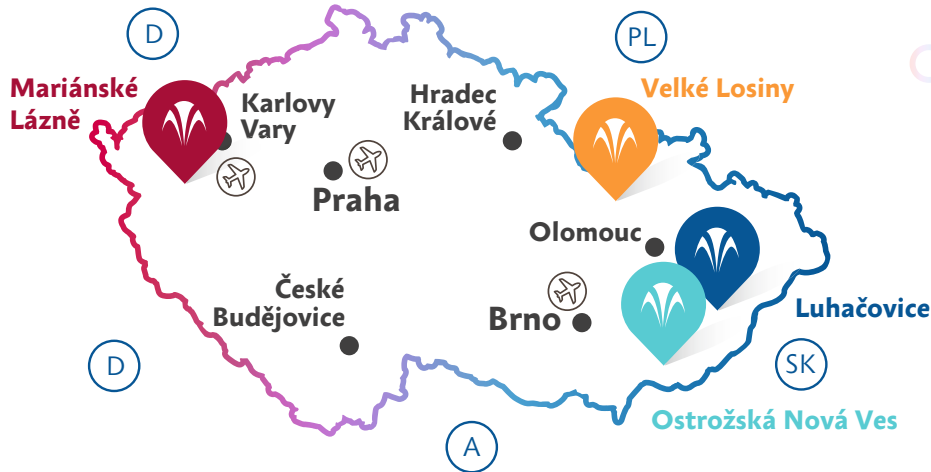 D
PL
Mariánské
Lázně
Karlovy
Vary
Hradec
Králové
Velké Losiny
Praha
Olomouc
České
Budějovice
Brno
Luhačovice
D
SK
Ostrožská Nová Ves
A